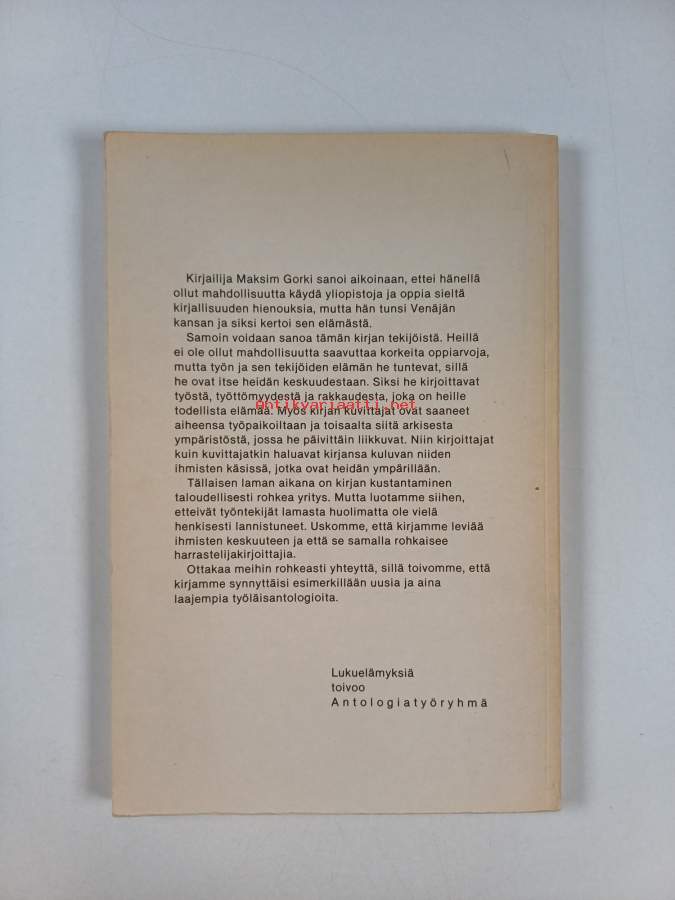 Kirjailija Maksim Gorki sanoi aikoinaan, ettei hänellä
ollut mahdollisuutta käydä yliopistoja ja oppia sieltä
kirjallisuuden hienouksia, mutta hän tunsi Venäjän
kansan ja siksi kertoi sen elämästä.
Samoin voidaan sanoa tämän kirjan tekijöistä. Heillä
ei ole ollut mahdollisuutta saavuttaa korkeita oppiarvoja,
mutta työn ja sen tekijöiden elämän he tuntevat, sillä
he ovat itse heidän keskuudestaan. Siksi he kirjoittavat
työstä, työttömyydestä ja rakkaudesta, joka on heille
antikvariaatti.net
todellista elämää. Myös kirjan kuvittajat ovat saaneet
aiheensa työpaikoiltaan ja toisaalta siitä arkisesta
ympäristöstä, jossa he päivittäin liikkuvat. Niin kirjoittajat
kuin kuvittajatkin haluavat kirjansa kuluvan niiden
ihmisten käsissä, jotka ovat heidän ympärillään.
Tällaisen laman aikana on kirjan kustantaminen
taloudellisesti rohkea yritys. Mutta luotamme siihen,
etteivät työntekijät lamasta huolimatta ole vielä
henkisesti lannistuneet. Uskomme, että kirjamme leviää
ihmisten keskuuteen ja että se samalla rohkaisee
harrastelijakirjoittajia.
Ottakaa meihin rohkeasti yhteyttä, sillä toivomme, että
kirjamme synnyttäisi esimerkillään uusia ja aina
laajempia työläisantologioita.
Lukuelämyksiä
toivoo
Antologiatyöryhmä